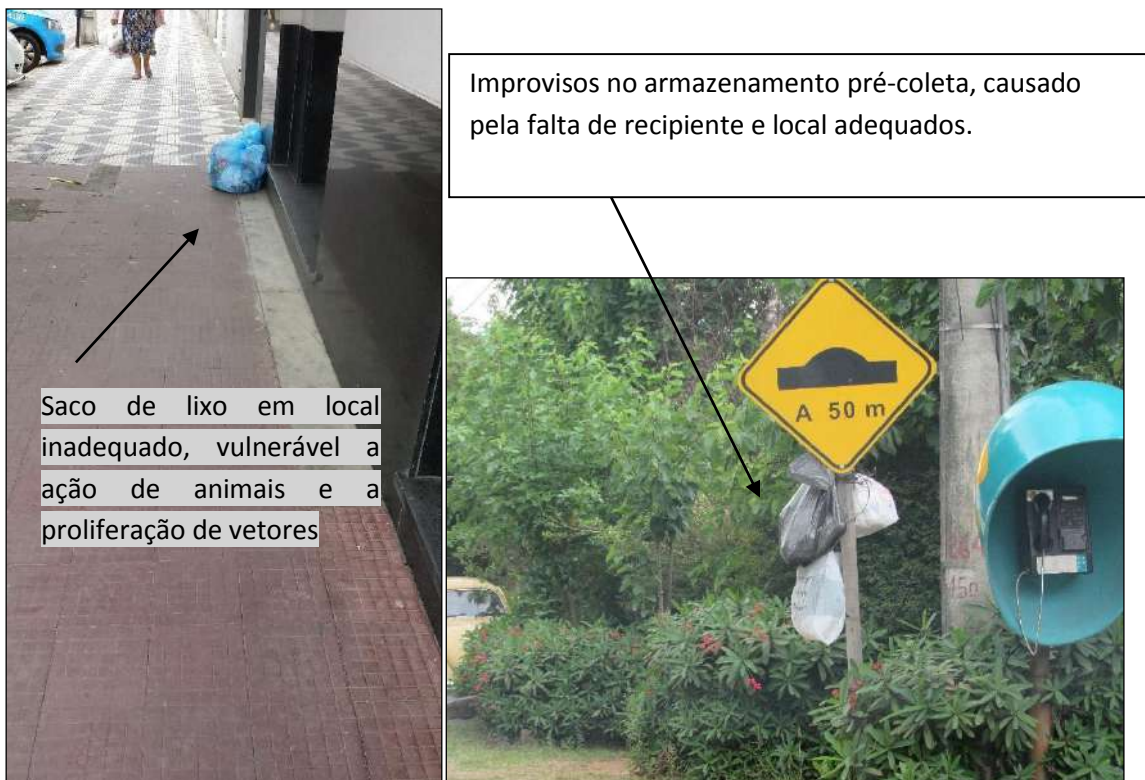 Improvisos no armazenamento pré-coleta, causado
pela falta de recipiente e local adequados.
Saco de lixo em local
inadequado, vulnerável a
ação de animais e a
proliferação de vetores
A 50 m